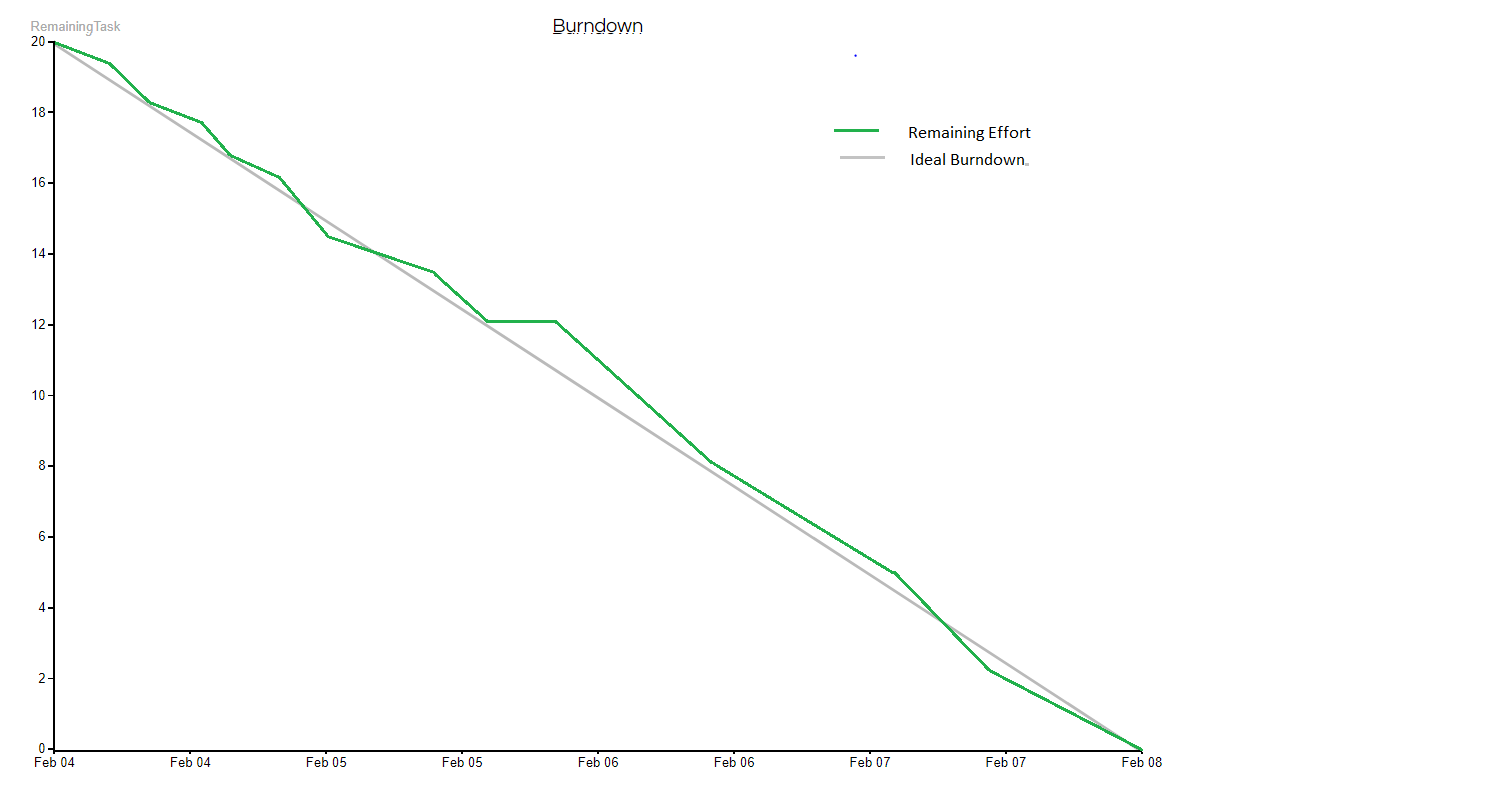 Burndown
RemainingTask
20
18
16
14
12
10
8
6
4
2
0
Remaining Effort
Ideal Burndown
Feb 04 Feb 04 Feb 05 Feb 05 Feb 06 Feb 06 Feb 07 Feb 07 Feb 08